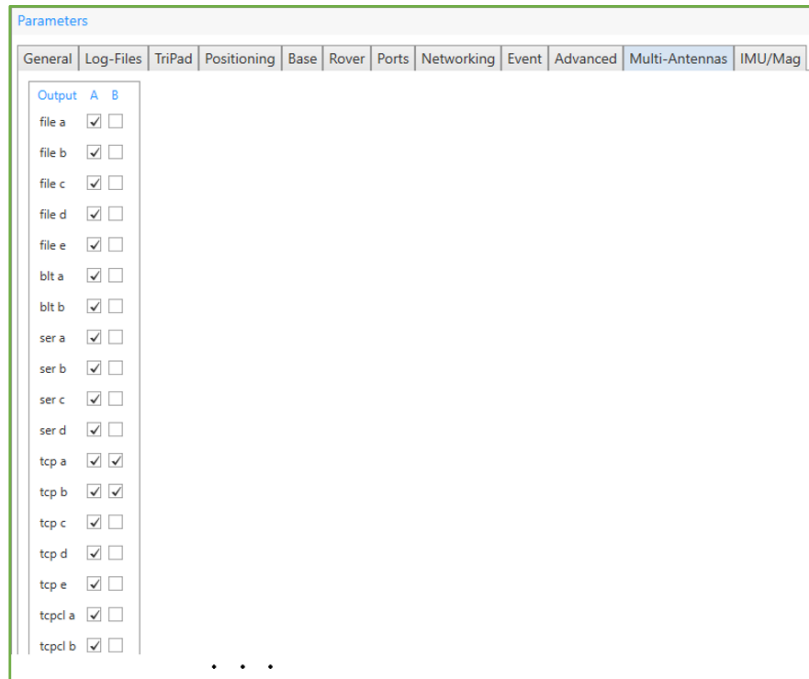 Parameters
General Log-Files TriPad Positioning Base Rover Ports Networking Event Advanced Multi-Antennas IMU/Mag
Output A B
file a
file b
file c
file d
file e
blt a
blt b
ser a
ser b
ser c
ser d
tcp a
tcp b
tcp c
tcp d
tcp e
tcpcl a
tcpcl b
. . .